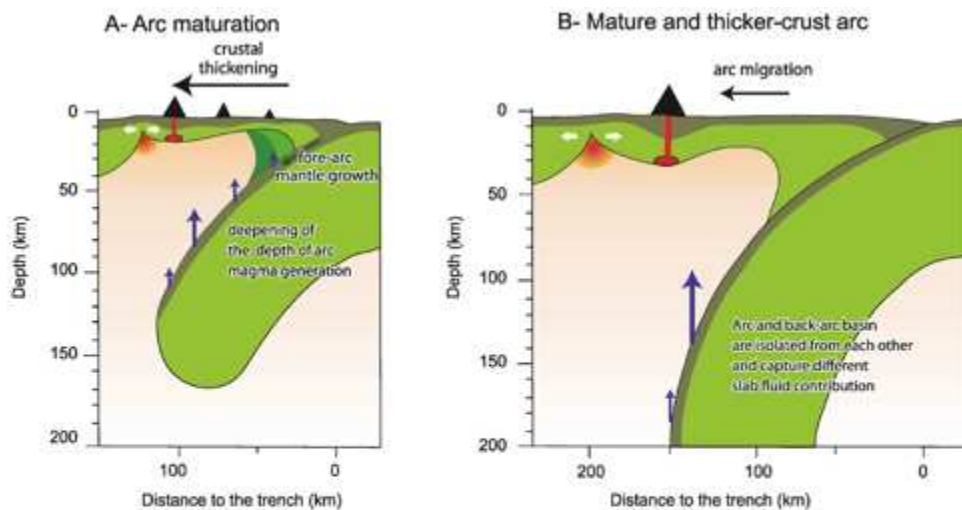 A- Arc maturation
crustal
thickening
0
50
100
150
200
Depth (km)
fore-arc
mantle growth
deepening of
the depth of arc
magma generation
100
0
Distance to the trench (km)
B- Mature and thicker-crust arc
arc migration
0
50
100
150
200
Depth (km)
Arc and back-arc basin
are isolated from each other
and capture different
slab fluid contribution
200
100
0
Distance to the trench (km)